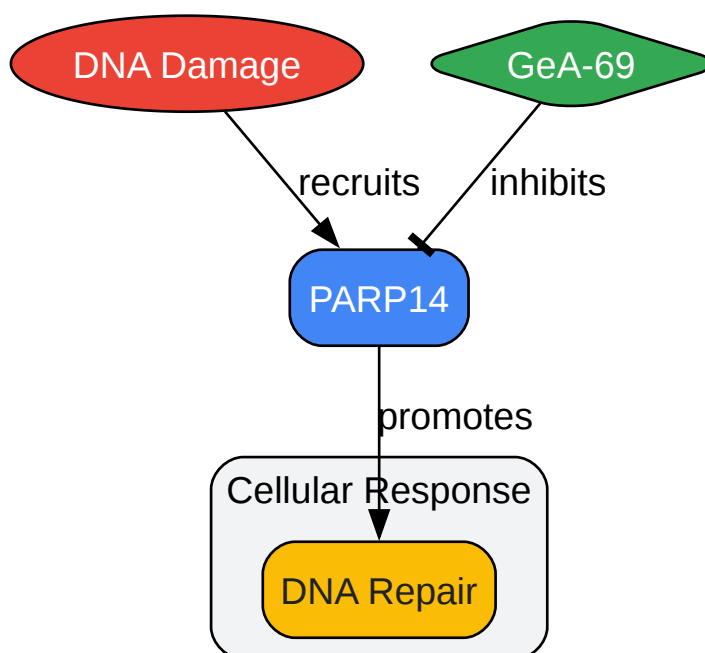 DNA Damage
GeA-69
recruits
inhibits
PARP14
promotes
Cellular Response
DNA Repair